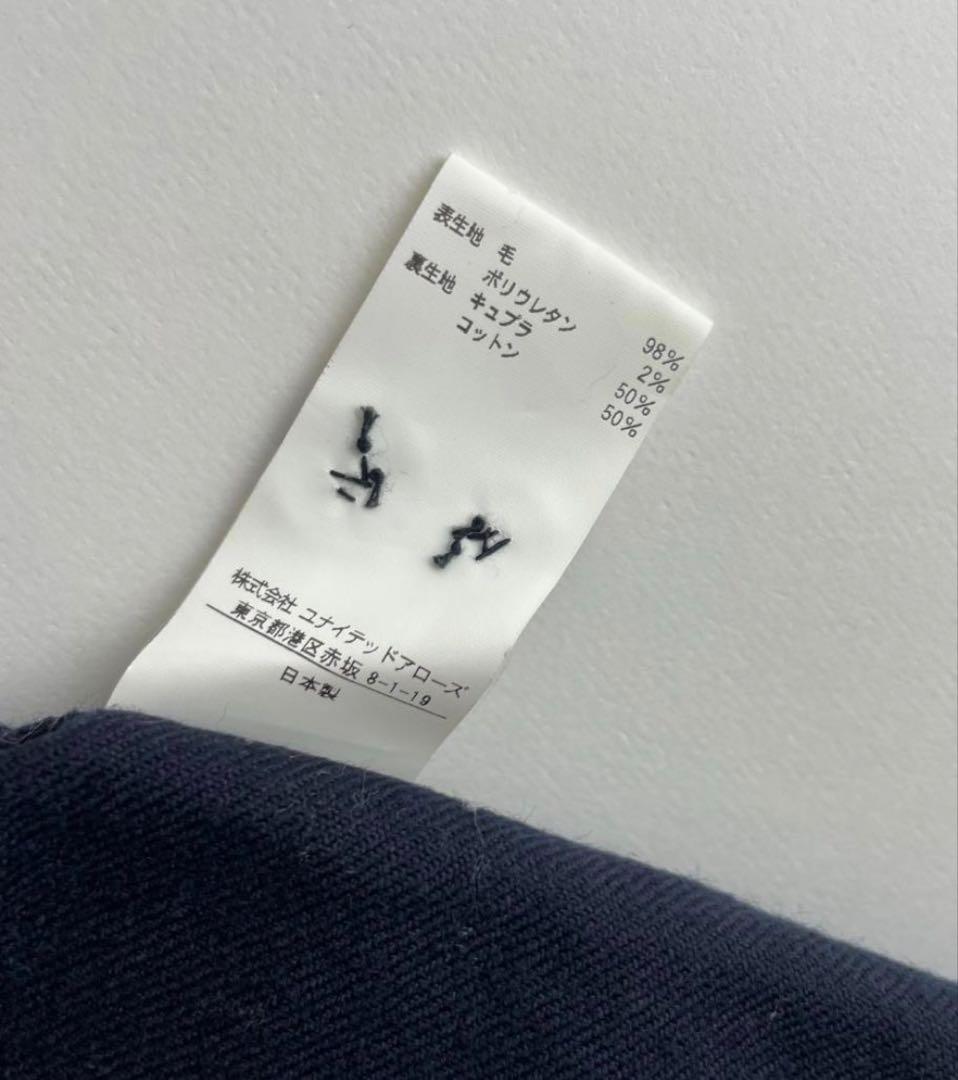 表生地 毛 98%
ポリウレタン 2%
裏生地 キュプラ 50%
コットン 50%
株式会社 ユナイテッドアローズ
東京都港区赤坂 8-1-19
日本製